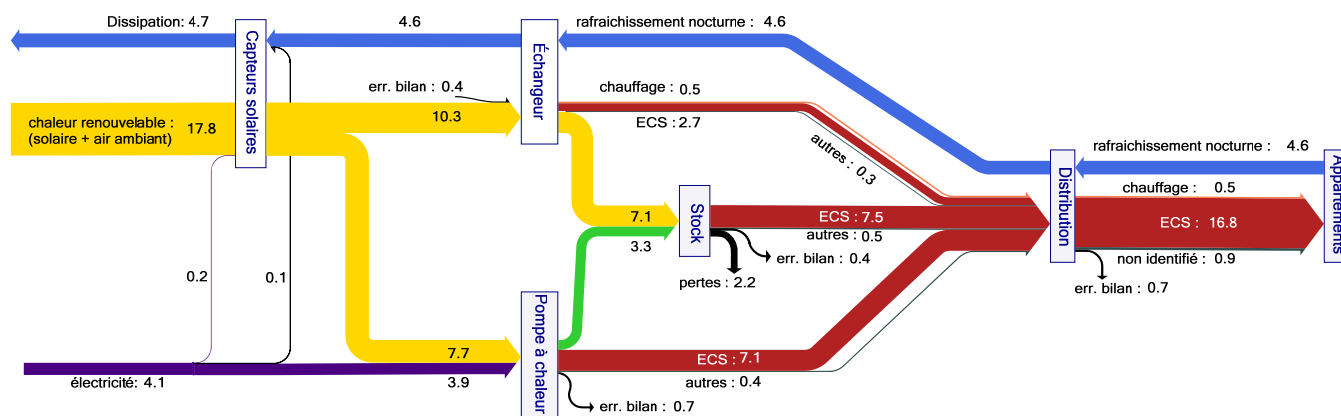 Dissipation: 4.7
4.6
rafraichissement nocturne : 4.6
Capteurs solaires
Échangeur
err. bilan : 0.4
chauffage : 0.5
chaleur renouvelable :
(solaire + air ambiant)
17.8
10.3
ECS : 2.7
autres : 0.3
rafraichissement nocturne : 4.6
Distribution
Appartements
chauffage : 0.5
Stock
7.1
ECS : 7.5
ECS : 16.8
autres : 0.5
3.3
err. bilan : 0.4
non identifié : 0.9
0.2
0.1
pertes : 2.2
err. bilan : 0.7
Pompe à chaleur
7.7
ECS : 7.1
électricité: 4.1
3.9
autres : 0.4
err. bilan : 0.7